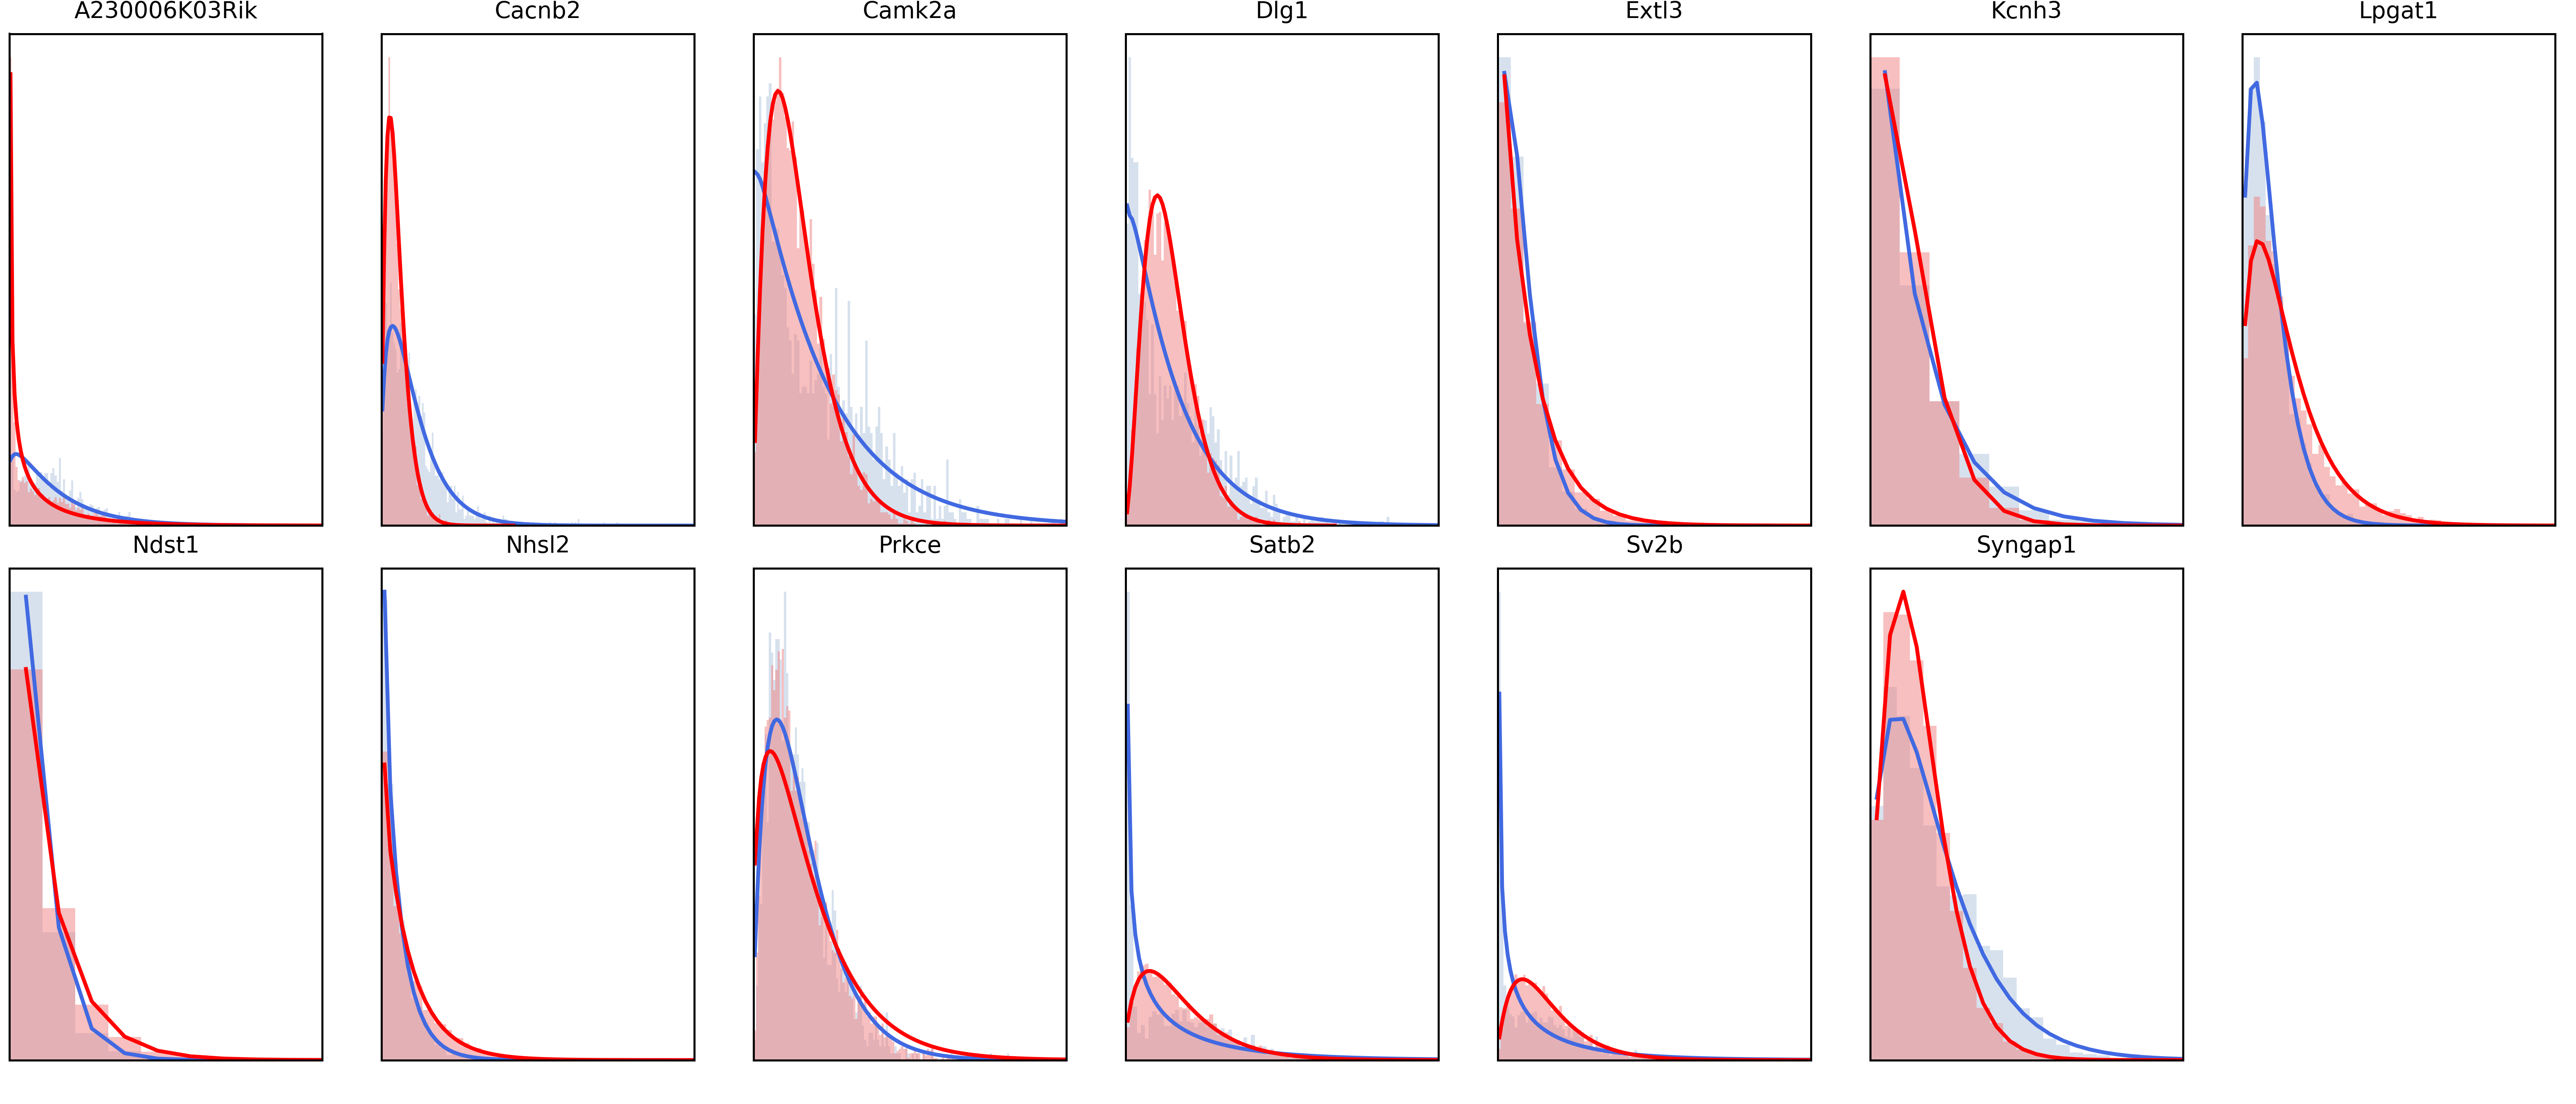 A230006K03Rik Cacnb2 Camk2a Dlg1 Extl3 Kcnh3 Lpgat1
Ndst1 Nhsl2 Prkce Satb2 Sv2b Syngap1